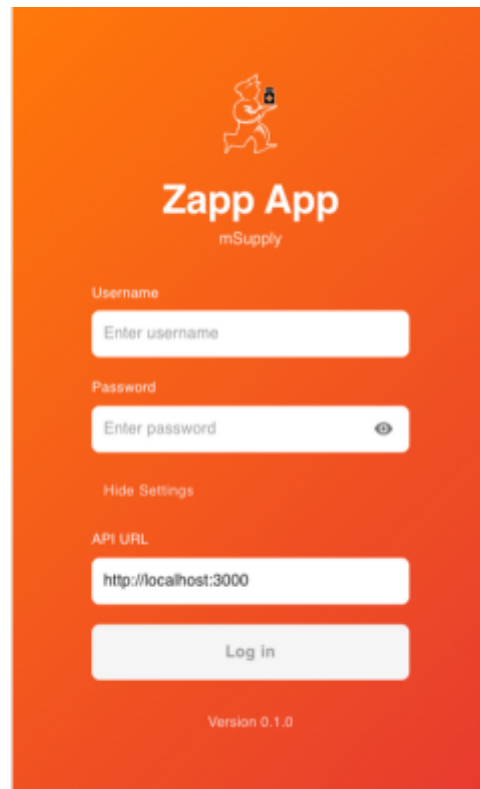 Zapp App
mSupply
Username
Enter username
Password
Enter password
Hide Settings
API URL
http://localhost:3000
Log in
Version 0.1.0